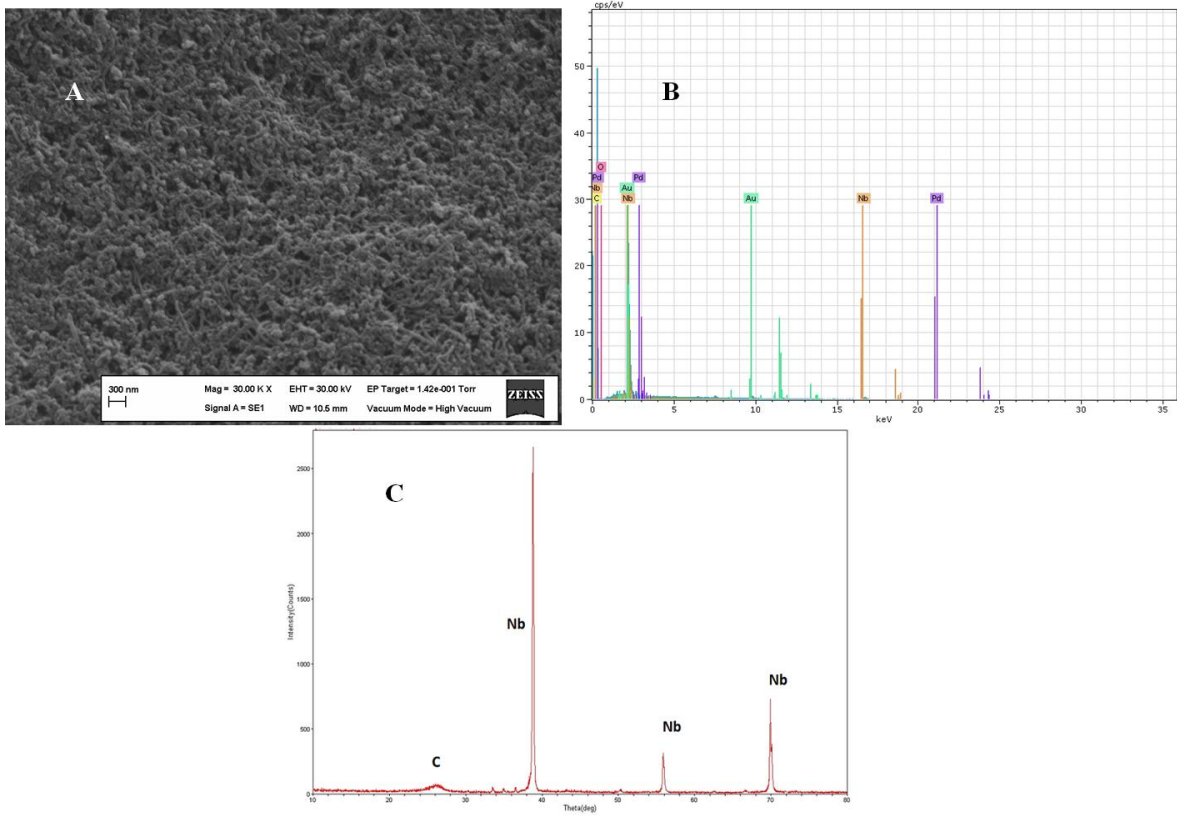 A
300 nm
Mag = 30.00 K X
EHT = 30.00 kV
EP Target = 1.42e-001 Torr
Signal A = SE1
WD = 10.5 mm
Vacuum Mode = High Vacuum
ZEISS
cps/eV
B
50
40
30
20
10
0
O
Pd
Nb
C
Au
Nb
Pd
Au
Nb
Pd
0 5 10 15 20 25 30 35
keV
C
Intensity(Counts)
2500
2000
1500
1000
500
0
C
Nb
Nb
Nb
10 20 30 40 50 60 70 80
Theta(deg)